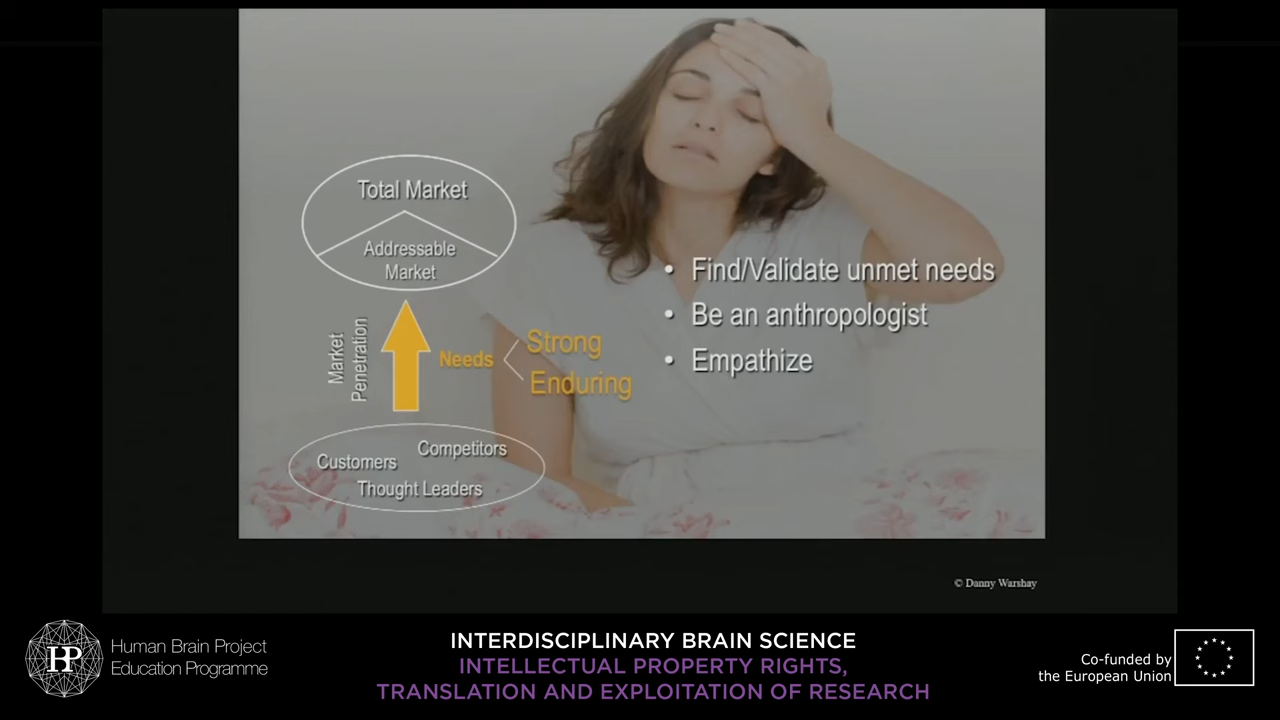 Total Market
Addressable
Market
Market
Penetration
Needs
Strong
Enduring
Customers
Competitors
Thought Leaders
• Find/Validate unmet needs
• Be an anthropologist
• Empathize
© Danny Warshay
HP
Human Brain Project
Education Programme
INTERDISCIPLINARY BRAIN SCIENCE
INTELLECTUAL PROPERTY RIGHTS,
TRANSLATION AND EXPLOITATION OF RESEARCH
Co-funded by
the European Union